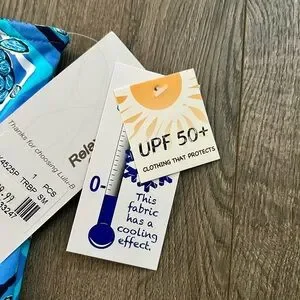 UPF 50+
CLOTHING THAT PROTECTS
0-
This
fabric
has a
cooling
effect.
Thanks for choosing Lulu-B
Rele
1 PCS
TRBP SM